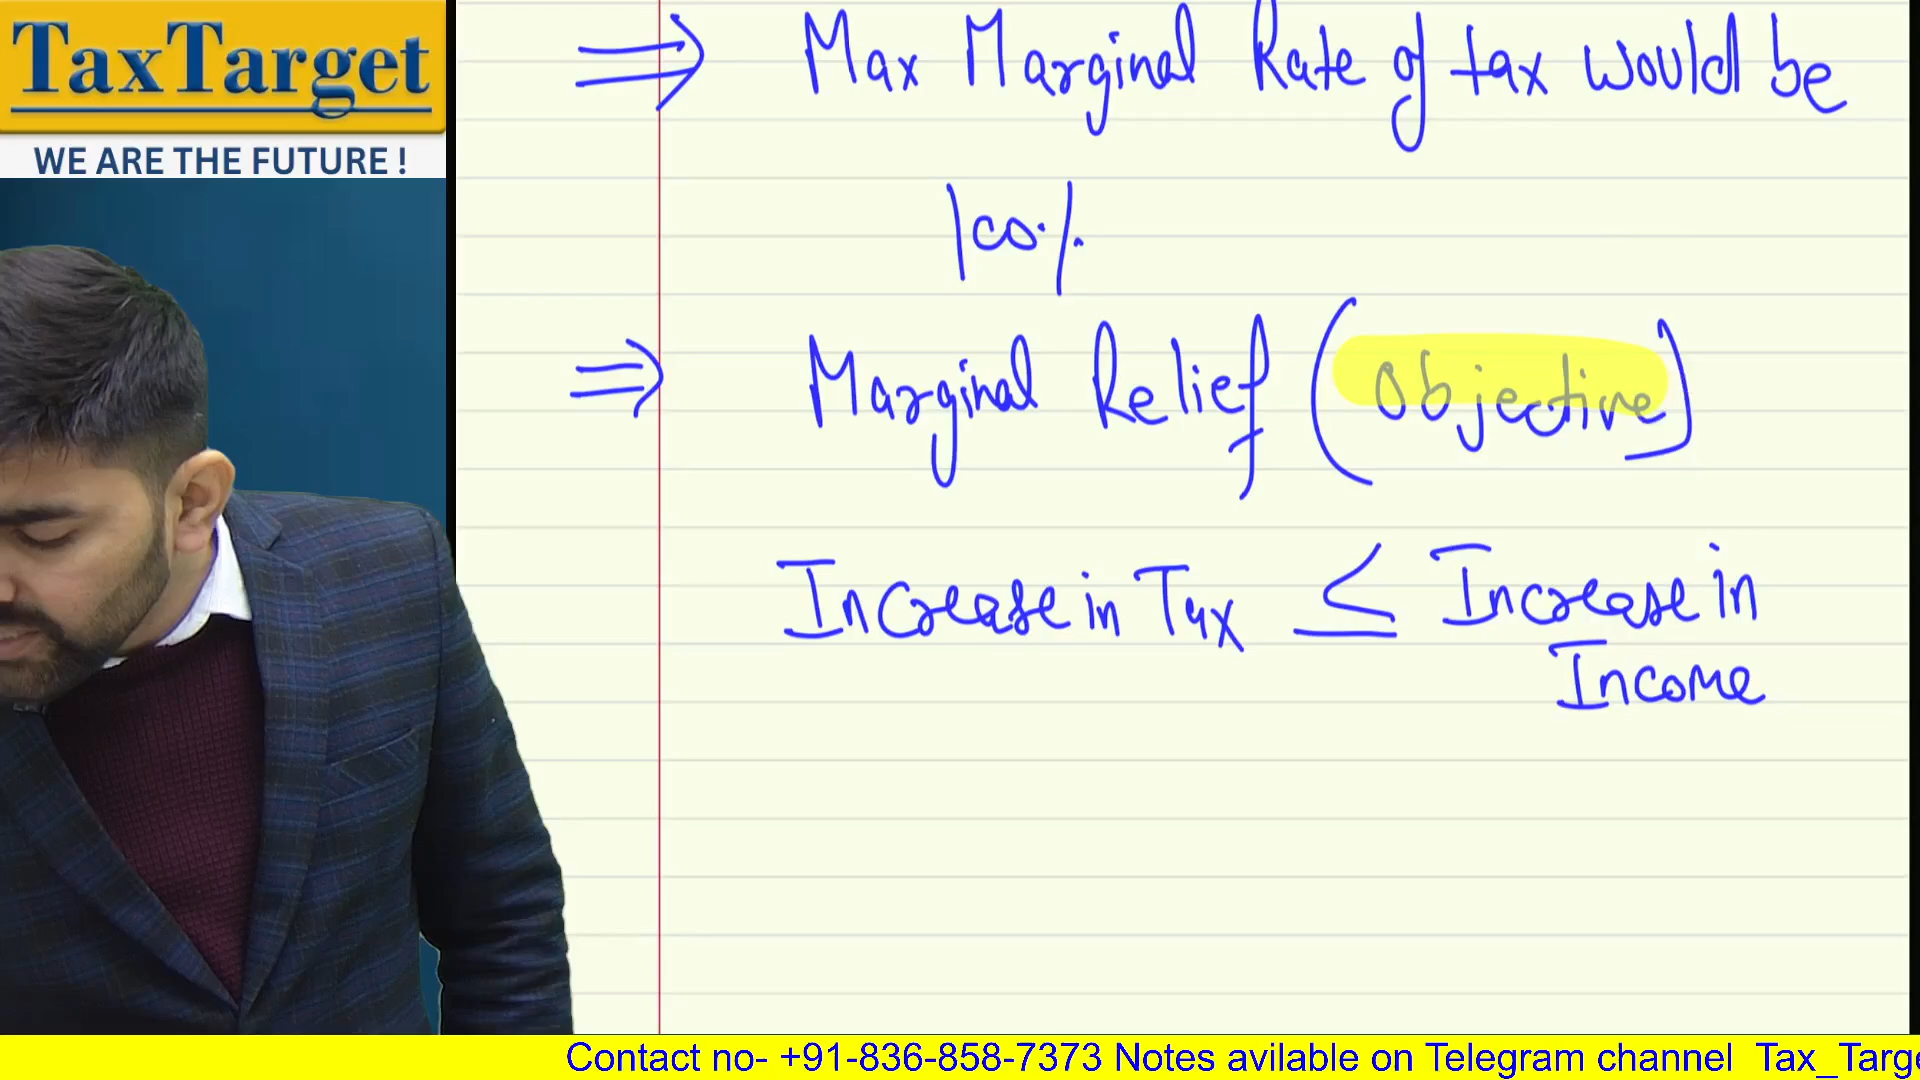 TaxTarget
WE ARE THE FUTURE !
⇒ Max Marginal Rate of tax would be
100%
⇒ Marginal Relief (Objective)
Increase in Tax ≤ Increase in
Income
Contact no- +91-836-858-7373 Notes avilable on Telegram channel Tax_Targe